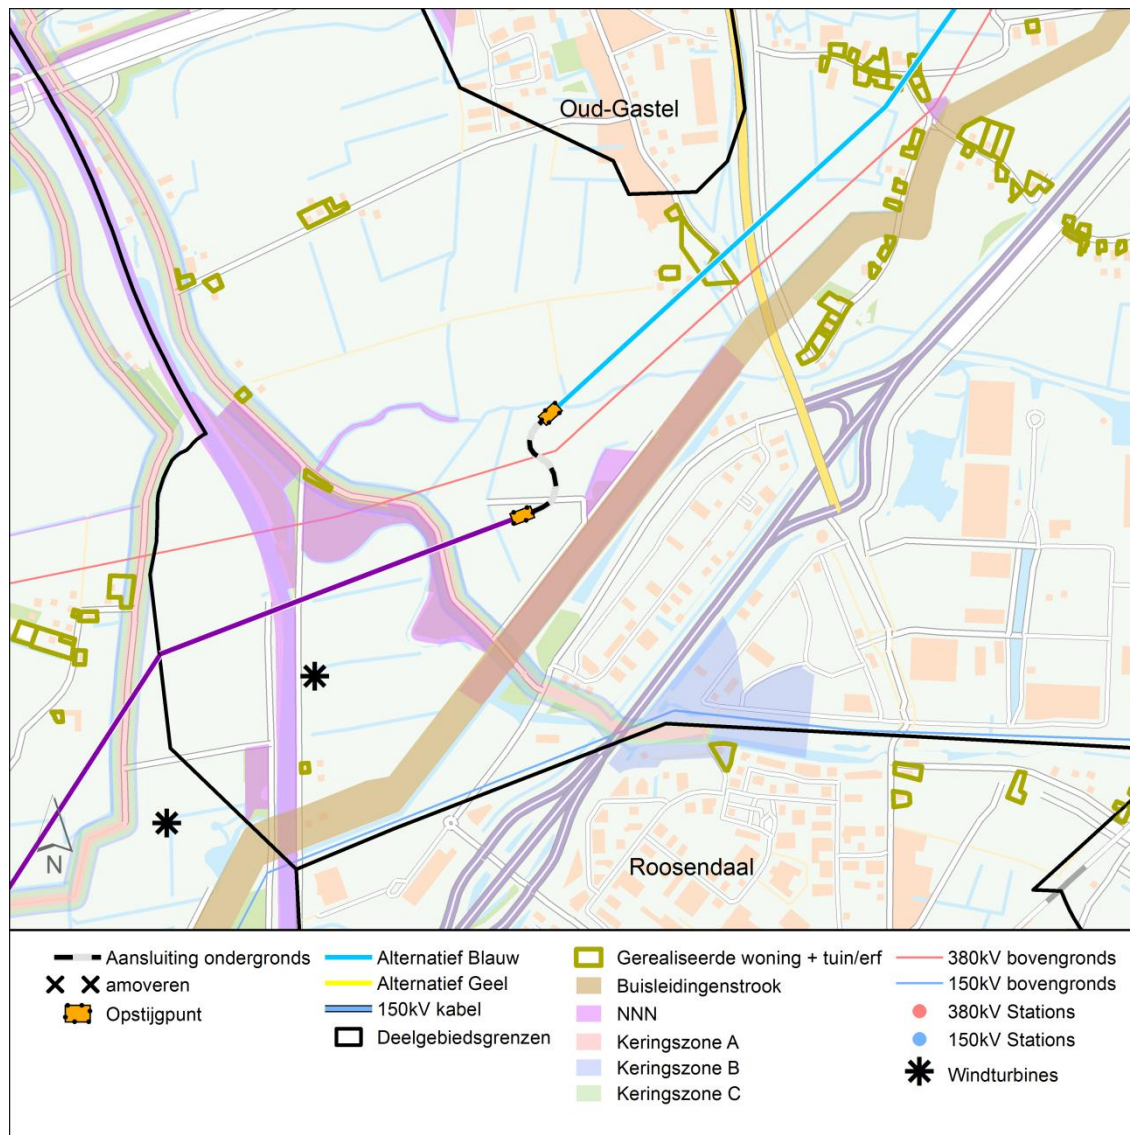 Oud-Gastel
N
Roosendaal
Aansluiting ondergronds
amoveren
Opstijgpunt
Alternatief Blauw
Alternatief Geel
150kV kabel
Deelgebiedsgrenzen
Gerealiseerde woning + tuin/erf
Buisleidingenstrook
NNN
Keringszone A
Keringszone B
Keringszone C
380kV bovengronds
150kV bovengronds
380kV Stations
150kV Stations
Windturbines